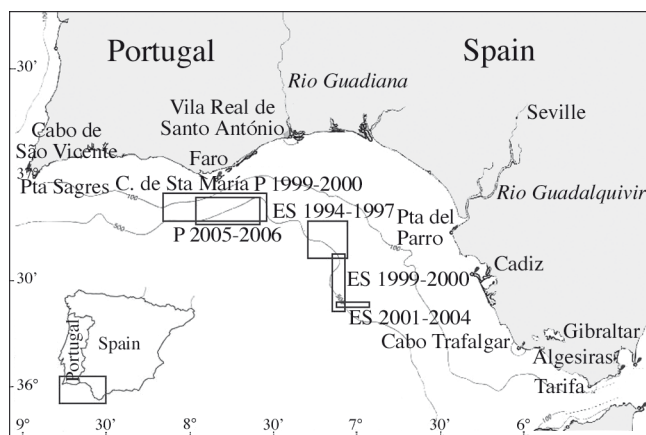 Portugal
Spain
30'
Rio Guadiana
Vila Real de
Santo António
Seville
Cabo de
São Vicente
Faro
37°
Pta Sagres
C. de Sta María
P 1999-2000
Rio Guadalquivir
100
100
ES 1994-1997
500
Pta del
Parro
P 2005-2006
Cadiz
30'
ES 1999-2000
ES 2001-2004
Portugal
Spain
Cabo Trafalgar
Gibraltar
Algesiras
Tarifa
36°
9°
30'
8°
30'
7°
30'
6°